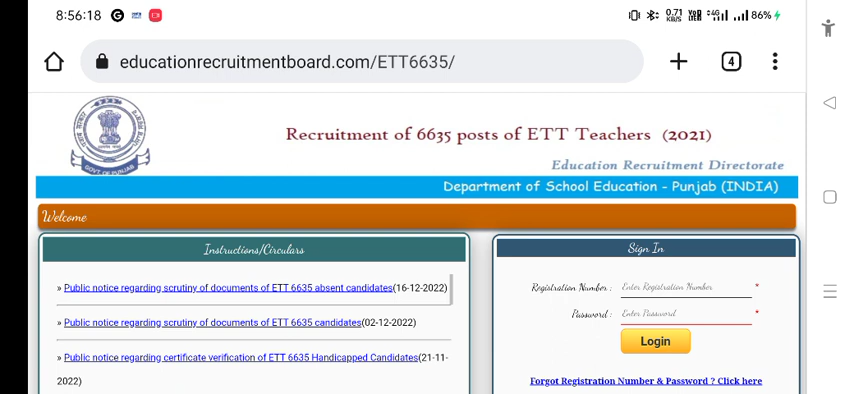 8:56:18 0.71 KB/S 4G 86%
educationrecruitmentboard.com/ETT6635/ 4
GOVT. OF PUNJAB
Recruitment of 6635 posts of ETT Teachers (2021)
Education Recruitment Directorate
Department of School Education - Punjab (INDIA)
Welcome
Instructions/Circulars
» Public notice regarding scrutiny of documents of ETT 6635 absent candidates(16-12-2022)
» Public notice regarding scrutiny of documents of ETT 6635 candidates(02-12-2022)
» Public notice regarding certificate verification of ETT 6635 Handicapped Candidates(21-11-
2022)
Sign In
Registration Number : Enter Registration Number *
Password : Enter Password *
Login
Forgot Registration Number & Password ? Click here